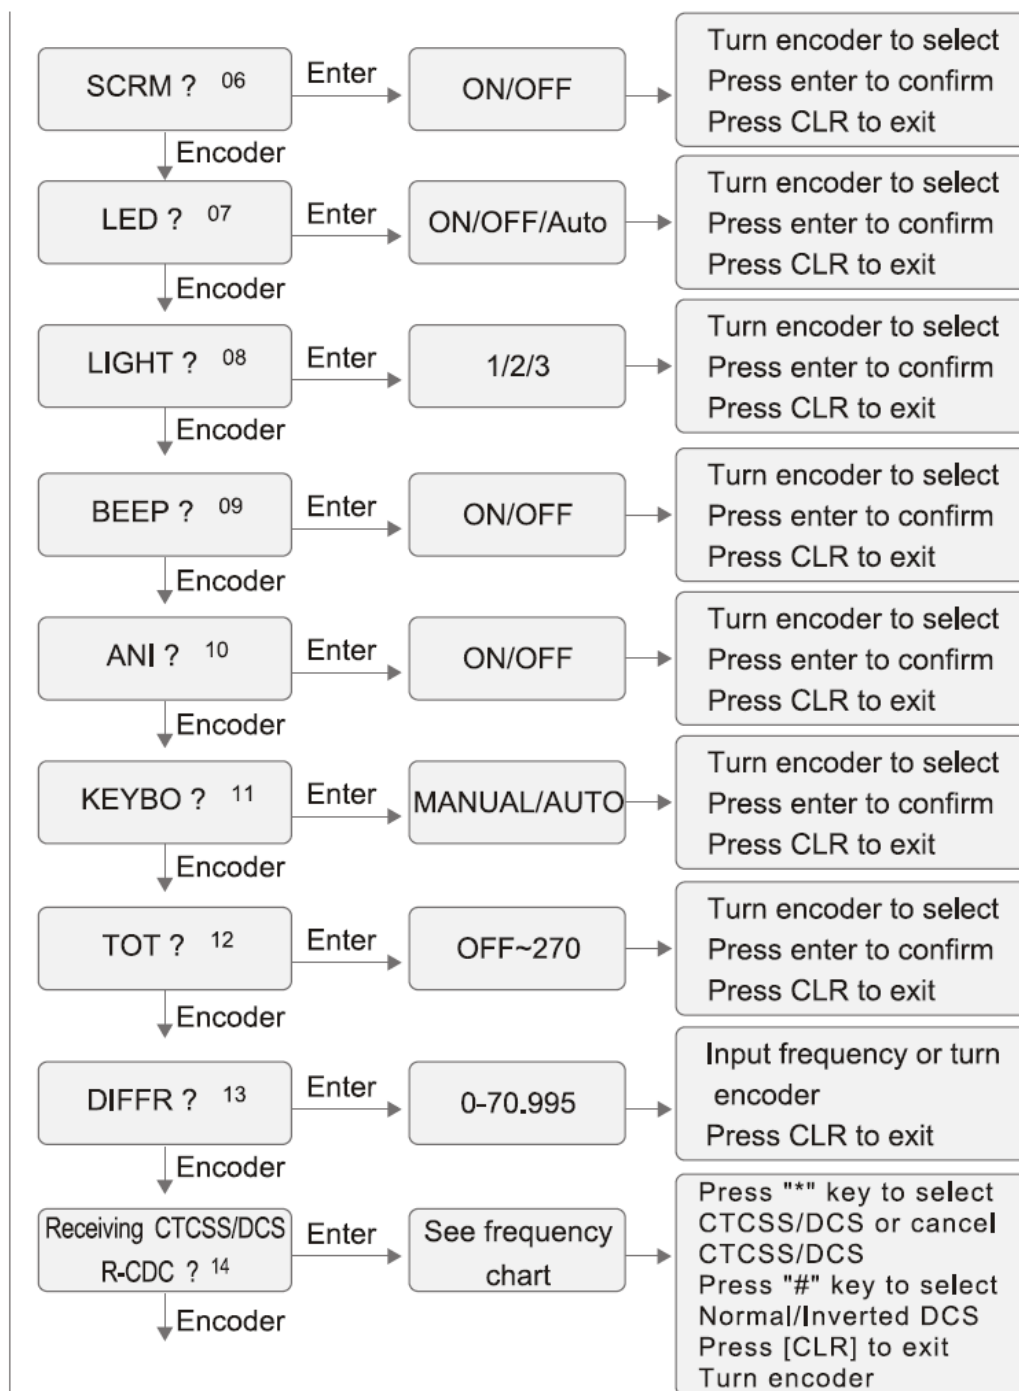 SCRM ? 06
Enter
ON/OFF
Turn encoder to select
Press enter to confirm
Press CLR to exit
Encoder
LED ? 07
Enter
ON/OFF/Auto
Turn encoder to select
Press enter to confirm
Press CLR to exit
Encoder
LIGHT ? 08
Enter
1/2/3
Turn encoder to select
Press enter to confirm
Press CLR to exit
Encoder
BEEP ? 09
Enter
ON/OFF
Turn encoder to select
Press enter to confirm
Press CLR to exit
Encoder
ANI ? 10
Enter
ON/OFF
Turn encoder to select
Press enter to confirm
Press CLR to exit
Encoder
KEYBO ? 11
Enter
MANUAL/AUTO
Turn encoder to select
Press enter to confirm
Press CLR to exit
Encoder
TOT ? 12
Enter
OFF~270
Turn encoder to select
Press enter to confirm
Press CLR to exit
Encoder
DIFFR ? 13
Enter
0-70.995
Input frequency or turn
encoder
Press CLR to exit
Encoder
Receiving CTCSS/DCS
R-CDC ? 14
Enter
See frequency
chart
Press "*" key to select
CTCSS/DCS or cancel
CTCSS/DCS
Press "#" key to select
Normal/Inverted DCS
Press [CLR] to exit
Turn encoder
Encoder